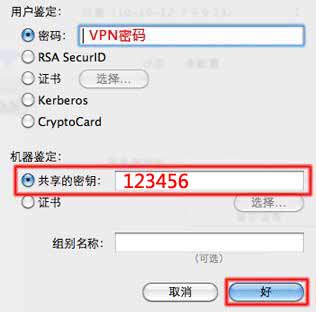 用户鉴定：
密码： VPN密码
RSA SecurID
证书 选择...
Kerberos
CryptoCard
机器鉴定：
共享的密钥： 123456
证书 选择...
组别名称：
(可选)
取消 好